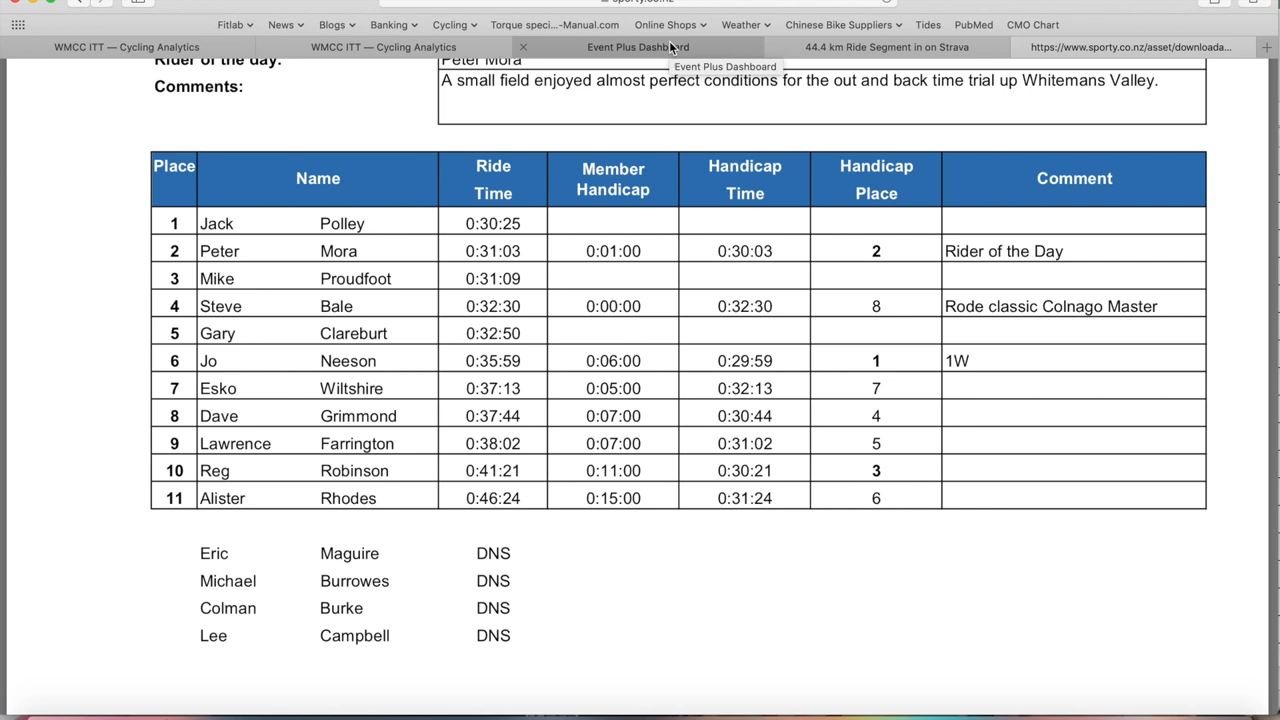 sporty.co.nz
Fitlab News Blogs Banking Cycling Torque speci...-Manual.com Online Shops Weather Chinese Bike Suppliers Tides PubMed CMO Chart
WMCC ITT — Cycling Analytics WMCC ITT — Cycling Analytics Event Plus Dashboard 44.4 km Ride Segment in on Strava https://www.sporty.co.nz/asset/downloada...
Event Plus Dashboard
Rider of the day: Peter Mora
Comments: A small field enjoyed almost perfect conditions for the out and back time trial up Whitemans Valley.
Place Name Ride Time Member Handicap Handicap Time Handicap Place Comment
1 Jack Polley 0:30:25
2 Peter Mora 0:31:03 0:01:00 0:30:03 2 Rider of the Day
3 Mike Proudfoot 0:31:09
4 Steve Bale 0:32:30 0:00:00 0:32:30 8 Rode classic Colnago Master
5 Gary Clareburt 0:32:50
6 Jo Neeson 0:35:59 0:06:00 0:29:59 1 1W
7 Esko Wiltshire 0:37:13 0:05:00 0:32:13 7
8 Dave Grimmond 0:37:44 0:07:00 0:30:44 4
9 Lawrence Farrington 0:38:02 0:07:00 0:31:02 5
10 Reg Robinson 0:41:21 0:11:00 0:30:21 3
11 Alister Rhodes 0:46:24 0:15:00 0:31:24 6
Eric Maguire DNS
Michael Burrowes DNS
Colman Burke DNS
Lee Campbell DNS